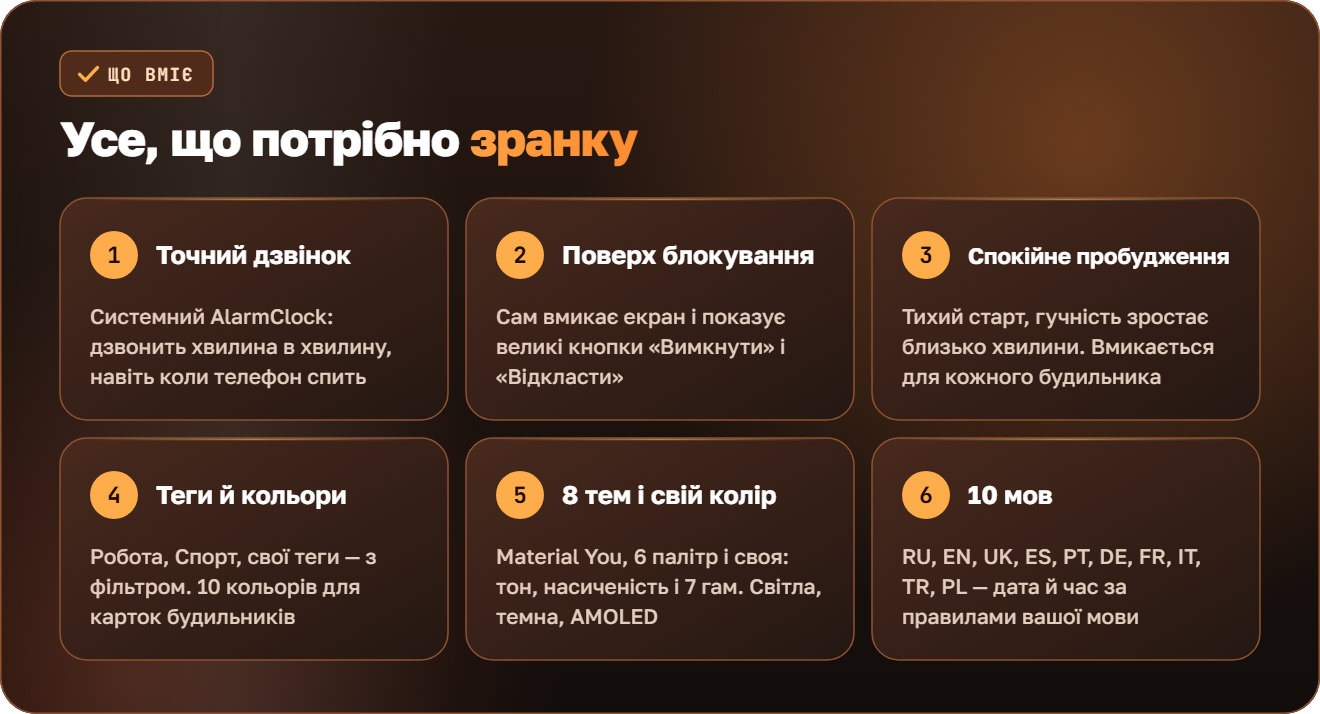 ЩО ВМІЄ
Усе, що потрібно зранку
1 Точний дзвінок
Системний AlarmClock:
дзвонить хвилина в хвилину,
навіть коли телефон спить
2 Поверх блокування
Сам вмикає екран і показує
великі кнопки «Вимкнути» і
«Відкласти»
3 Спокійне пробудження
Тихий старт, гучність зростає
близько хвилини. Вмикається
для кожного будильника
4 Теги й кольори
Робота, Спорт, свої теги — з
фільтром. 10 кольорів для
карток будильників
5 8 тем і свій колір
Material You, 6 палітр і своя:
тон, насиченість і 7 гам. Світла,
темна, AMOLED
6 10 мов
RU, EN, UK, ES, PT, DE, FR, IT,
TR, PL — дата й час за
правилами вашої мови